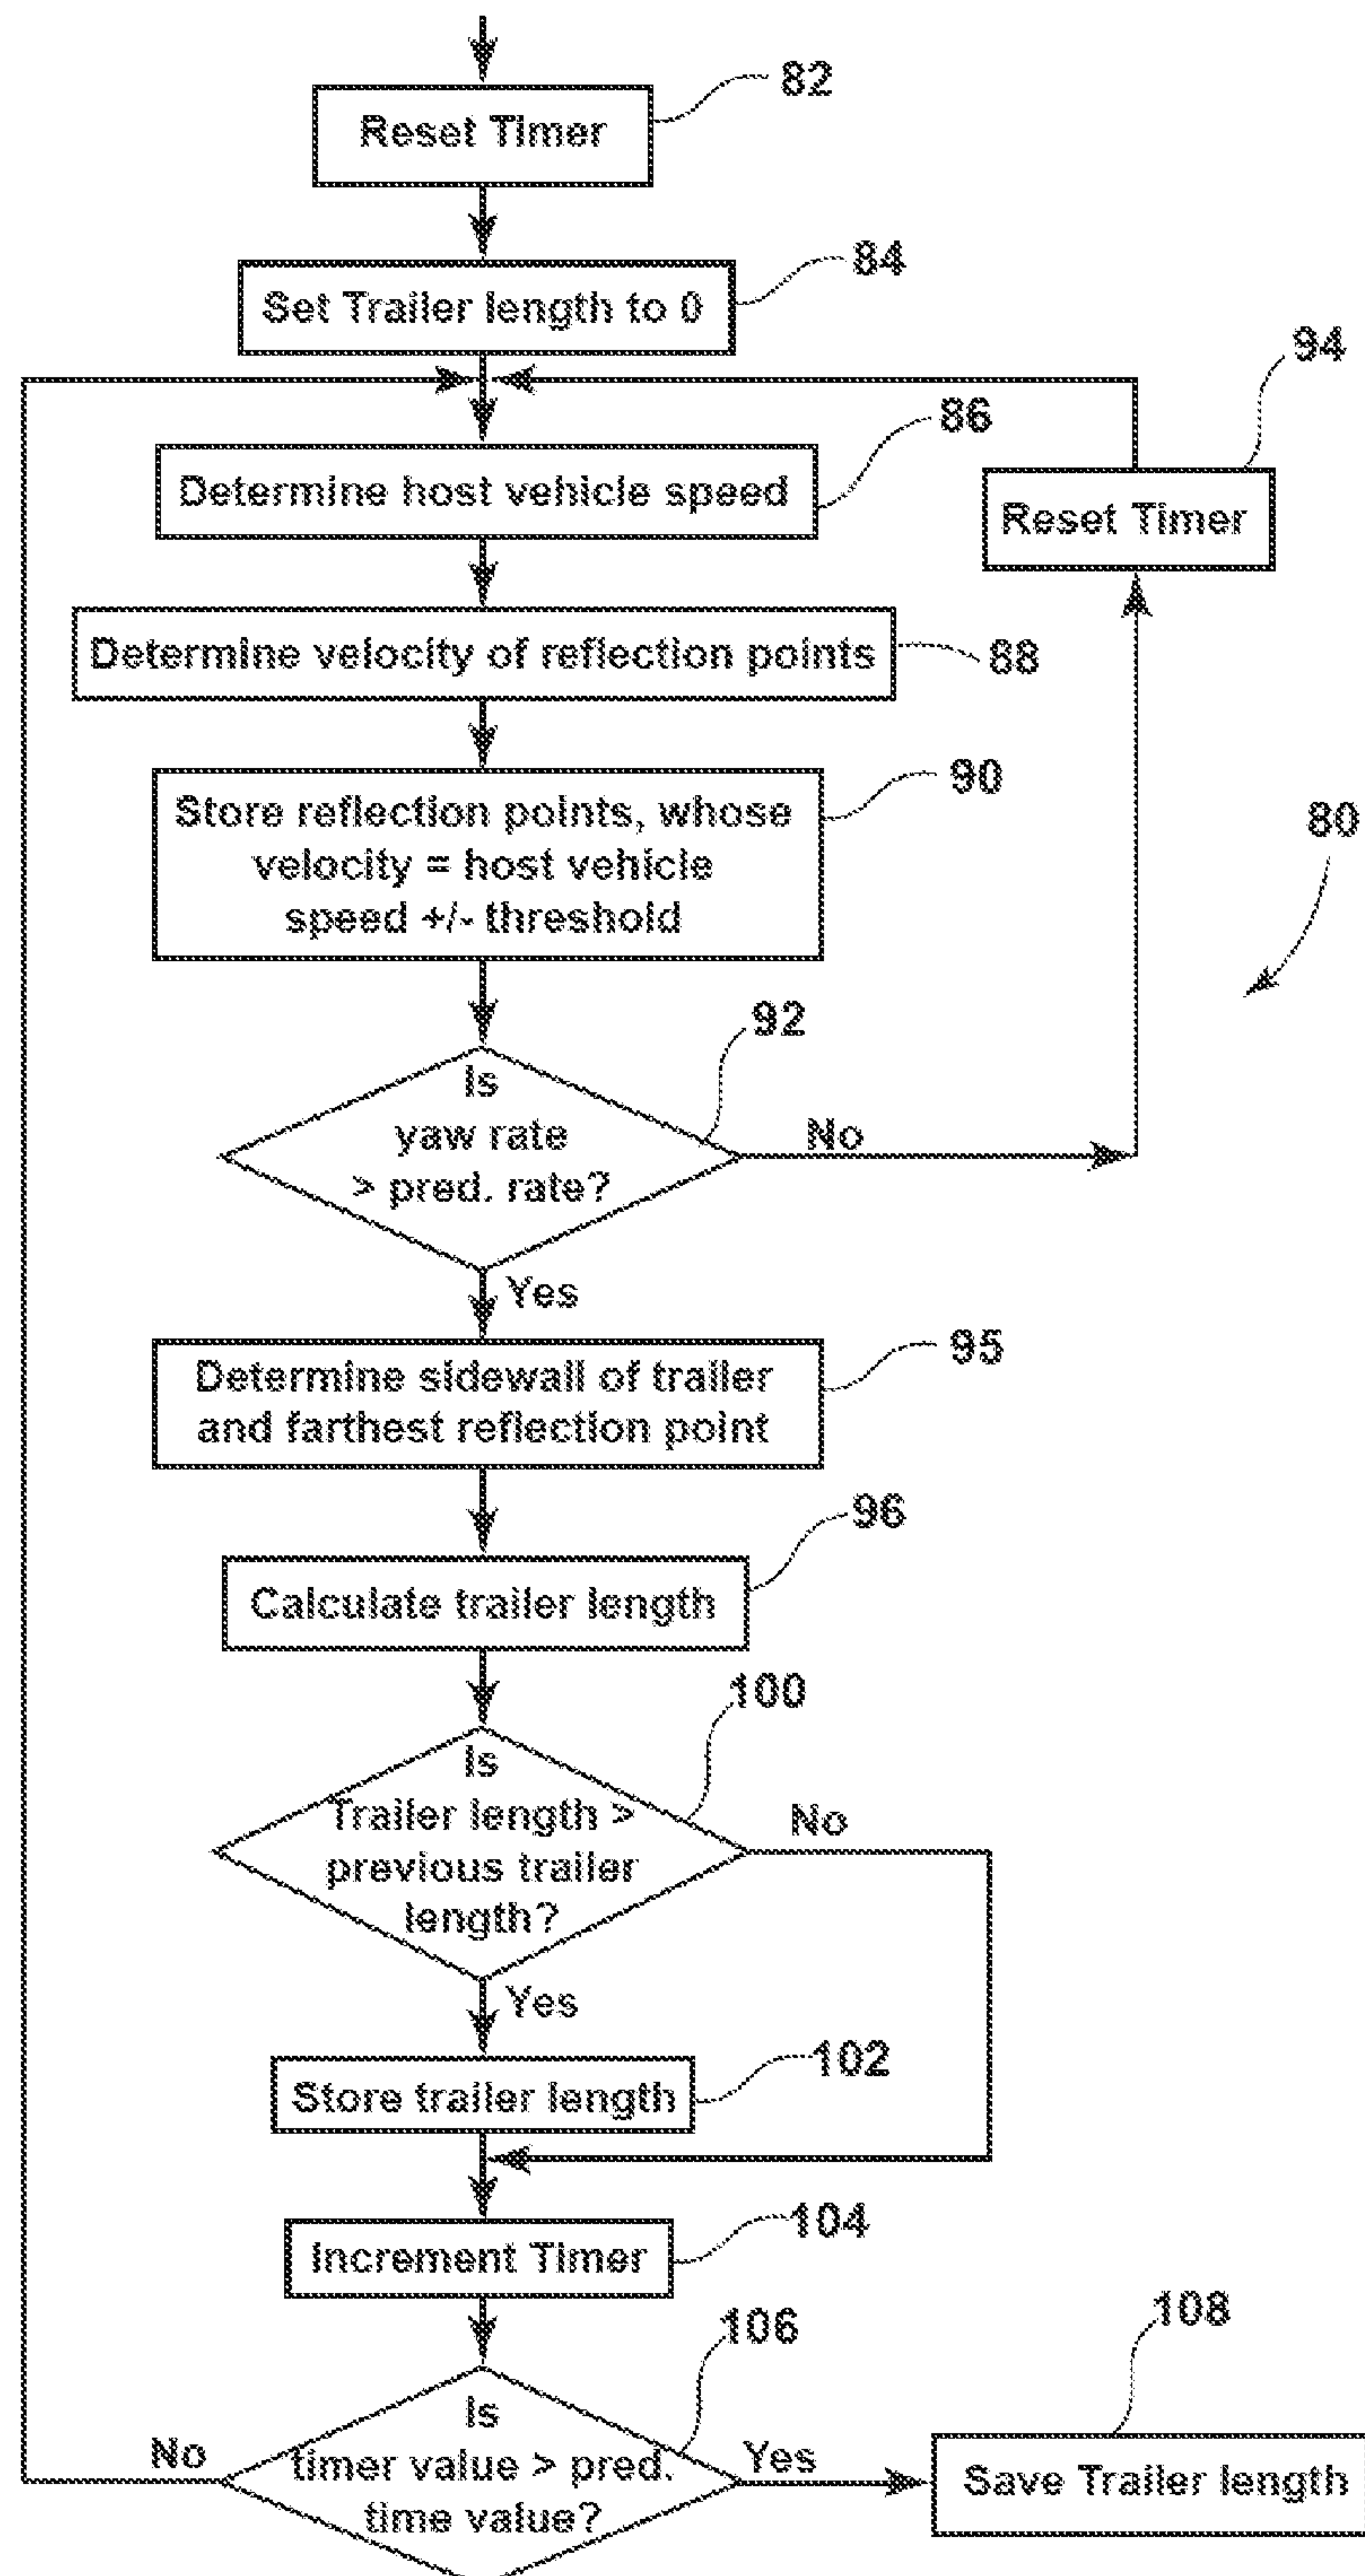 82
Reset Timer
84
Set Trailer length to 0
94
Reset Timer
86
Determine host vehicle speed
Determine velocity of reflection points
88
90
Store reflection points, whose
velocity = host vehicle
speed +/- threshold
80
92
Is
yaw rate
> pred. rate?
No
Yes
95
Determine sidewall of trailer
and farthest reflection point
96
Calculate trailer length
100
Is
Trailer length >
previous trailer
length?
No
Yes
102
Store trailer length
104
Increment Timer
106
Is
timer value > pred.
time value?
No
Yes
108
Save Trailer length